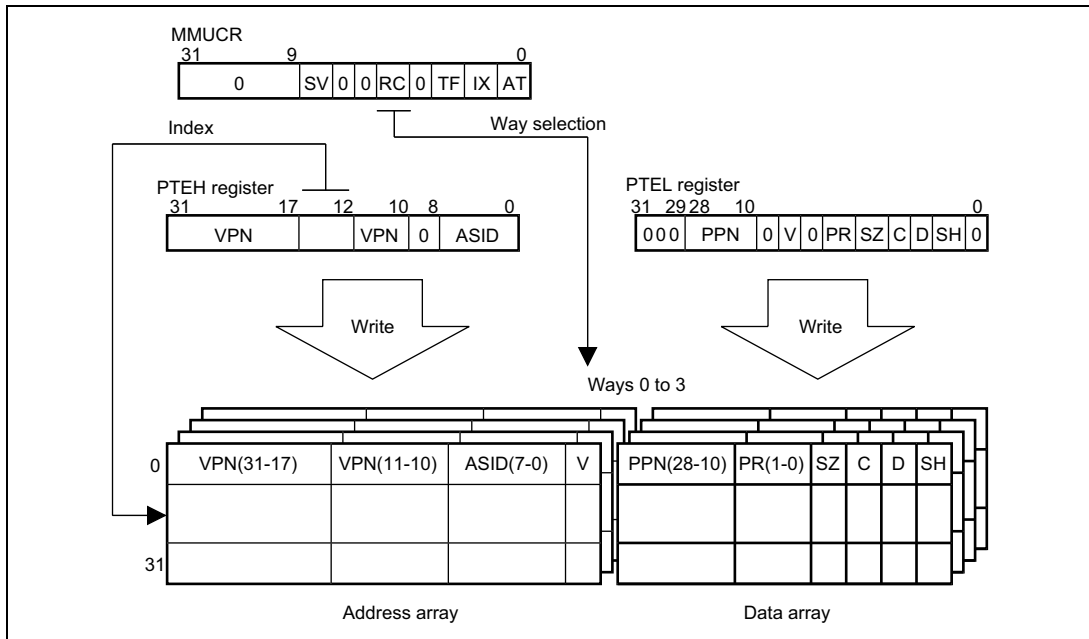 MMUCR
31 9 0
0 SV 0 0 RC 0 TF IX AT
Index
Way selection
PTEH register
31 17 12 10 8 0
VPN VPN 0 ASID
PTEL register
31 29 28 10 0
0 0 0 PPN 0 V 0 PR SZ C D SH 0
Write
Write
Ways 0 to 3
0 VPN(31-17) VPN(11-10) ASID(7-0) V PPN(28-10) PR(1-0) SZ C D SH
31
Address array
Data array